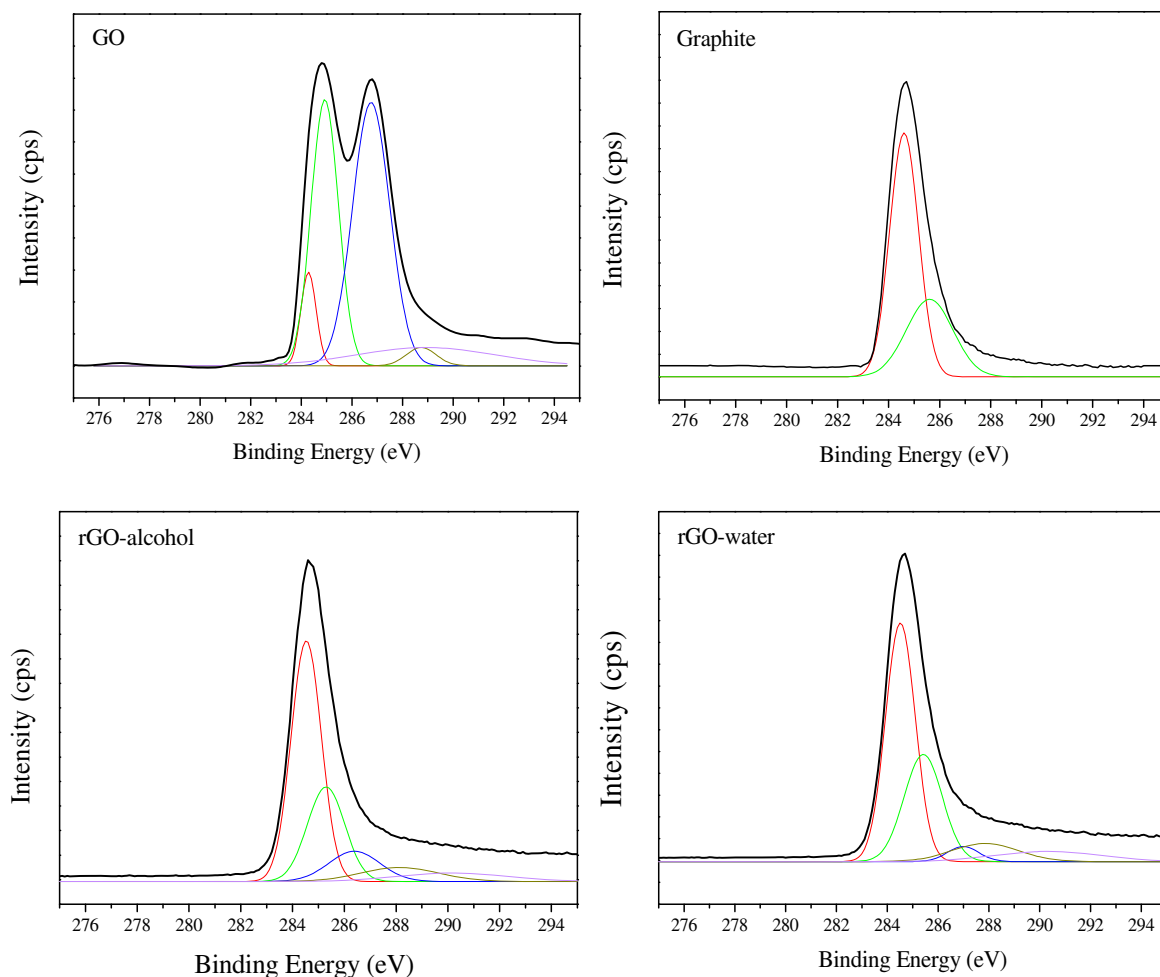 GO
Intensity (cps)
276 278 280 282 284 286 288 290 292 294
Binding Energy (eV)
Graphite
Intensity (cps)
276 278 280 282 283 286 288 290 292 294
Binding Energy (eV)
rGO-alcohol
Intensity (cps)
276 278 280 282 284 286 288 290 292 294
Binding Energy (eV)
rGO-water
Intensity (cps)
276 278 280 282 284 286 288 290 292 294
Binding Energy (eV)